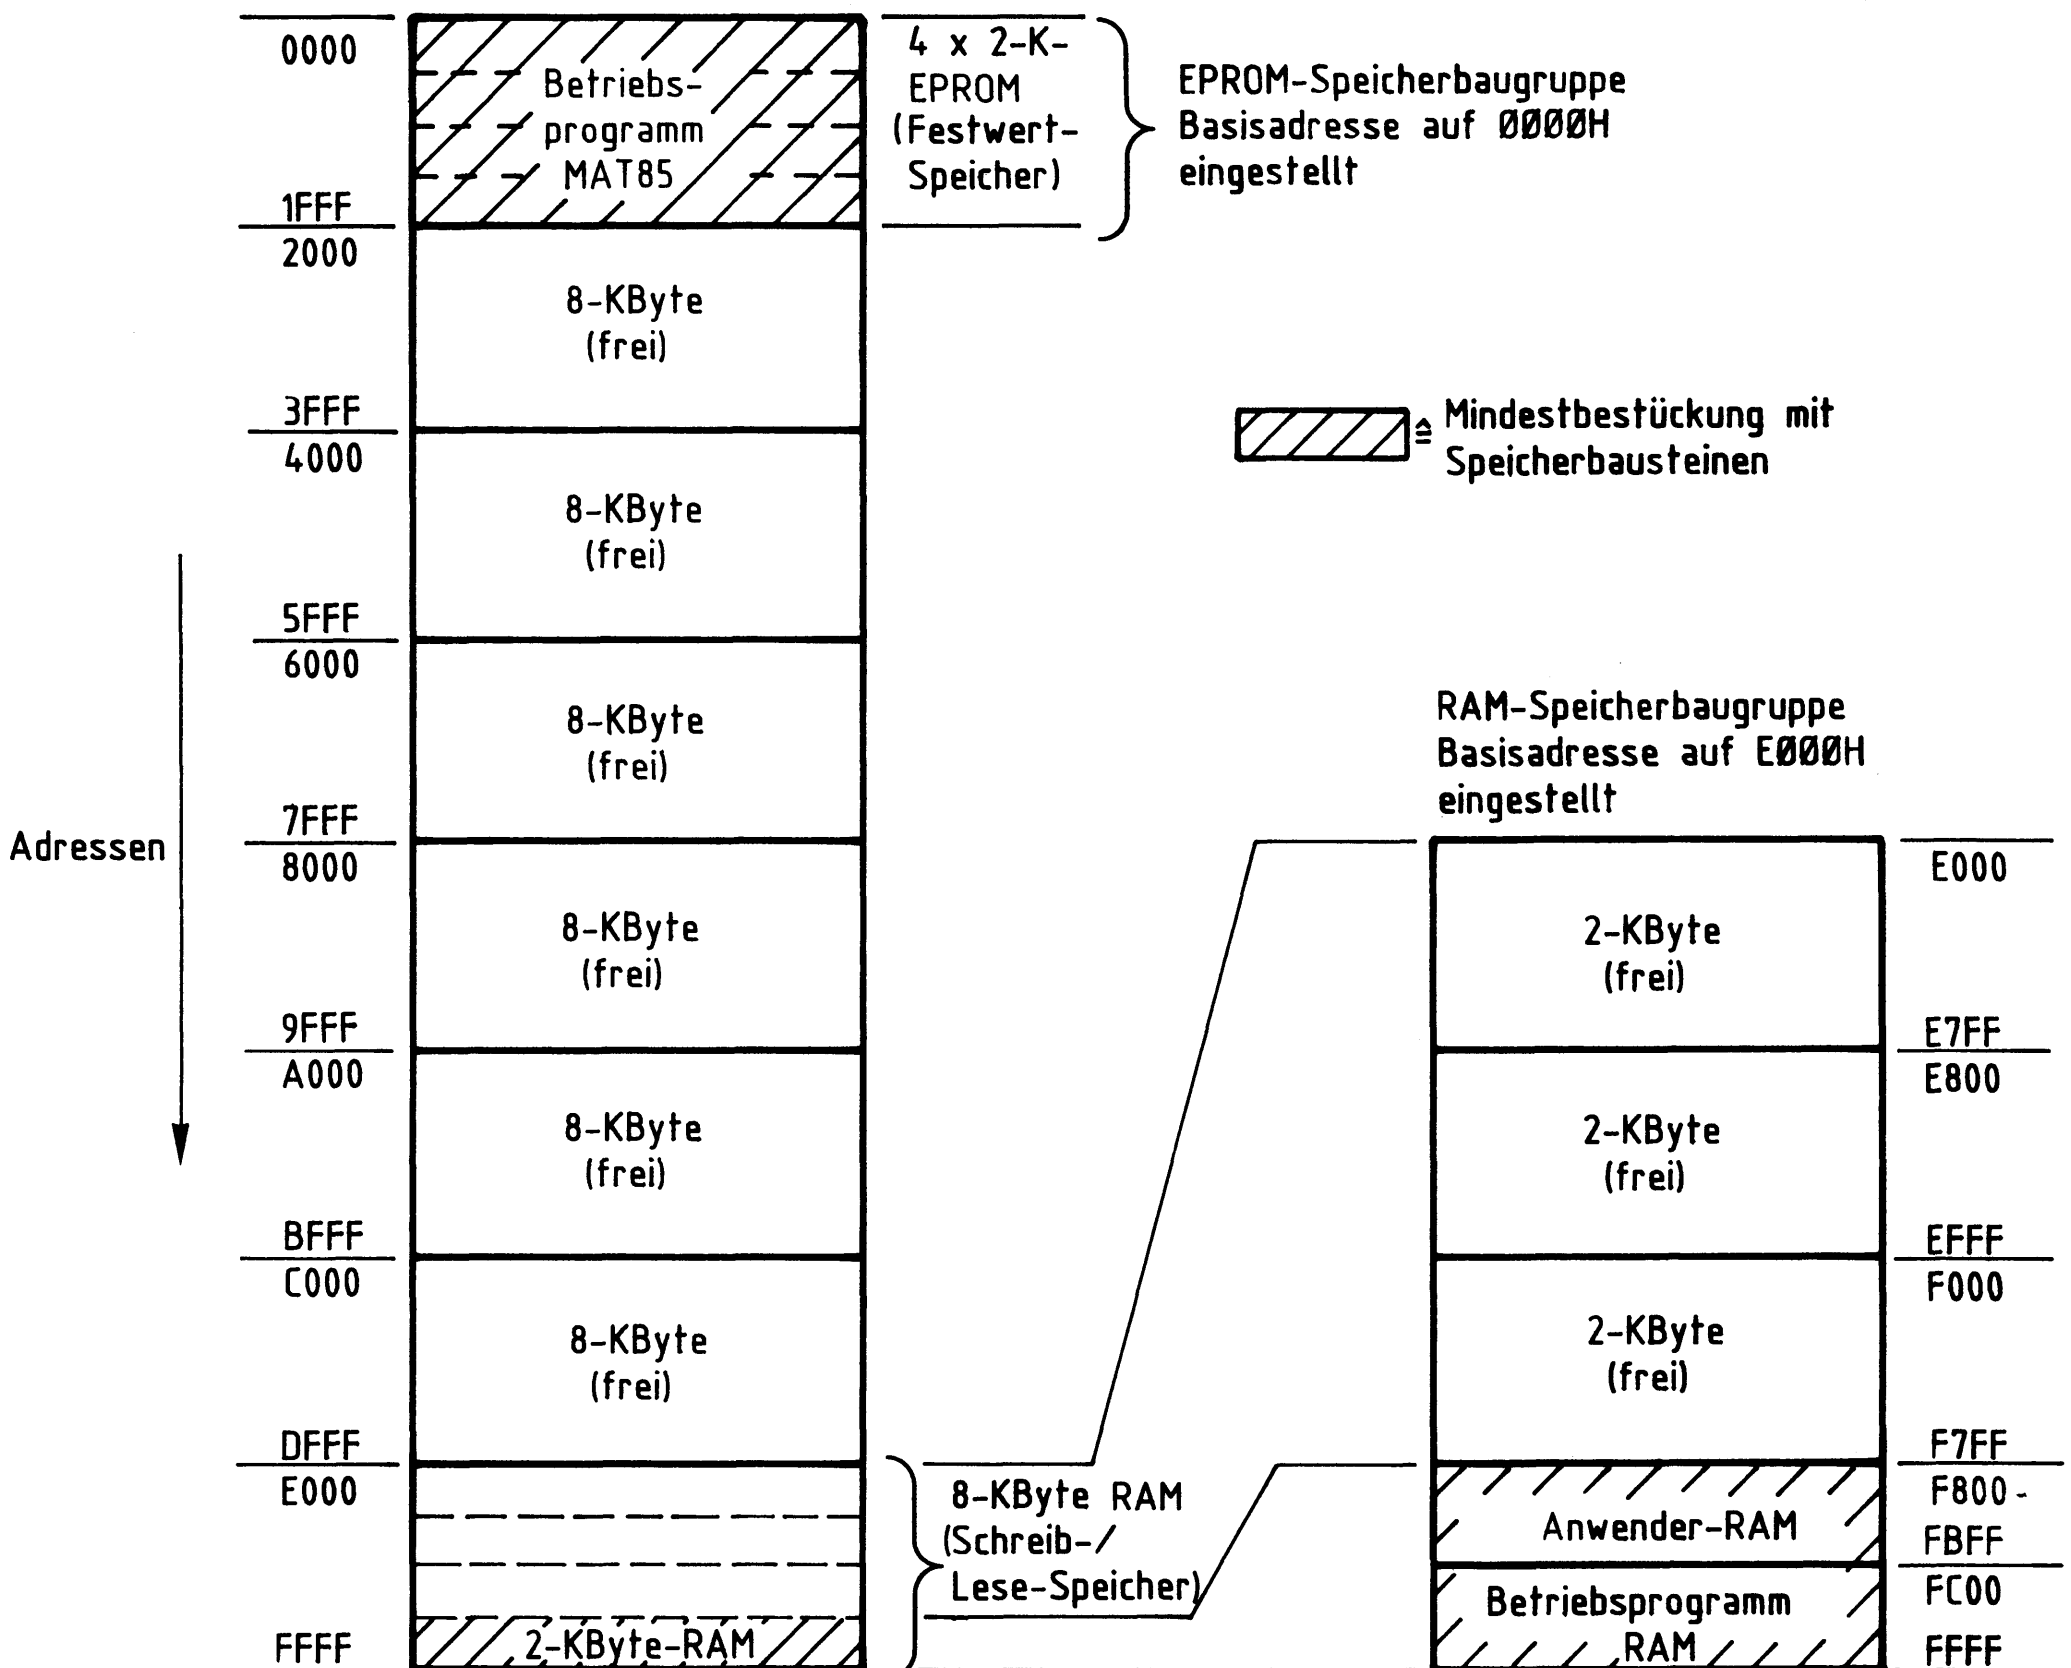 0000
Betriebs-
programm
MAT85
1FFF
4 x 2-K-
EPROM
(Festwert-
Speicher)
EPROM-Speicherbaugruppe
Basisadresse auf 0000H
eingestellt
2000
8-KByte
(frei)
3FFF
4000
8-KByte
(frei)
5FFF
≙ Mindestbestückung mit
Speicherbausteinen
6000
8-KByte
(frei)
7FFF
Adressen
8000
8-KByte
(frei)
9FFF
A000
8-KByte
(frei)
BFFF
C000
8-KByte
(frei)
DFFF
E000
2-KByte-RAM
FFFF
8-KByte RAM
(Schreib-/
Lese-Speicher)
RAM-Speicherbaugruppe
Basisadresse auf E000H
eingestellt
E000
2-KByte
(frei)
E7FF
E800
2-KByte
(frei)
EFFF
F000
2-KByte
(frei)
F7FF
F800-
Anwender-RAM
FBFF
FC00
Betriebsprogramm
RAM
FFFF